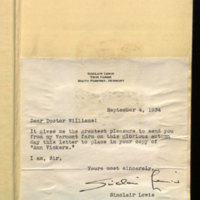 SINCLAIR LEWIS
TWIN FARMS
SOUTH POMFRET, VERMONT
September 4, 1934
Dear Doctor Williams:
It gives me the greatest pleasure to send you
from my Vermont farm on this glorious autumn
day this letter to place in your copy of
"Ann Vickers."
I am, Sir,
Yours most sincerely,
Sinclair Lewis
Sinclair Lewis